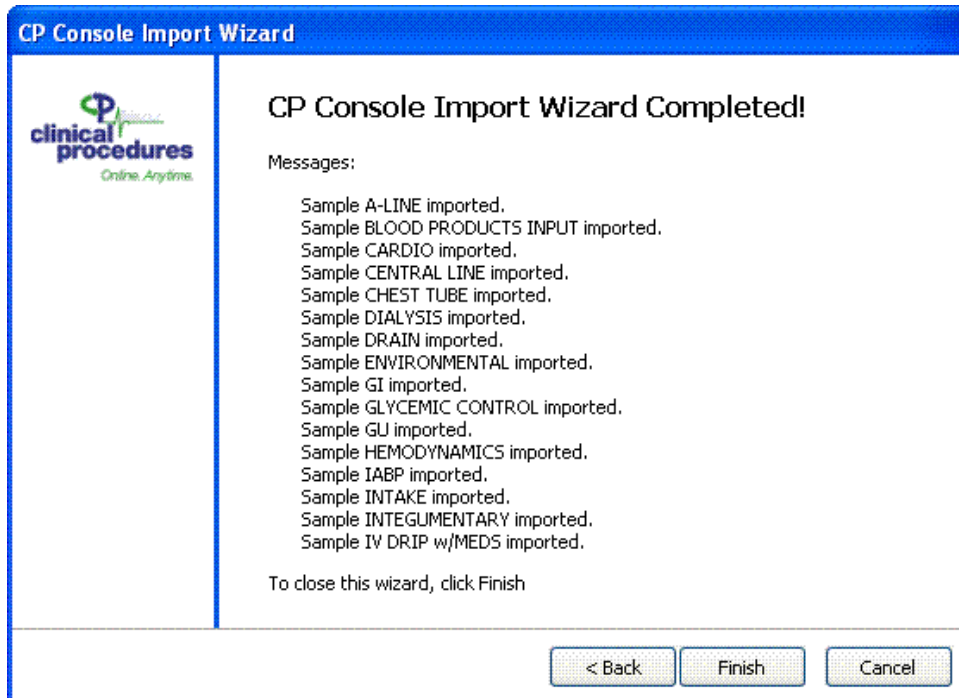 CP Console Import Wizard
CP
clinical
procedures
Online. Anytime.
CP Console Import Wizard Completed!
Messages:
Sample A-LINE imported.
Sample BLOOD PRODUCTS INPUT imported.
Sample CARDIO imported.
Sample CENTRAL LINE imported.
Sample CHEST TUBE imported.
Sample DIALYSIS imported.
Sample DRAIN imported.
Sample ENVIRONMENTAL imported.
Sample GI imported.
Sample GLYCEMIC CONTROL imported.
Sample GU imported.
Sample HEMODYNAMICS imported.
Sample IABP imported.
Sample INTAKE imported.
Sample INTEGUMENTARY imported.
Sample IV DRIP w/MEDS imported.
To close this wizard, click Finish
< Back
Finish
Cancel